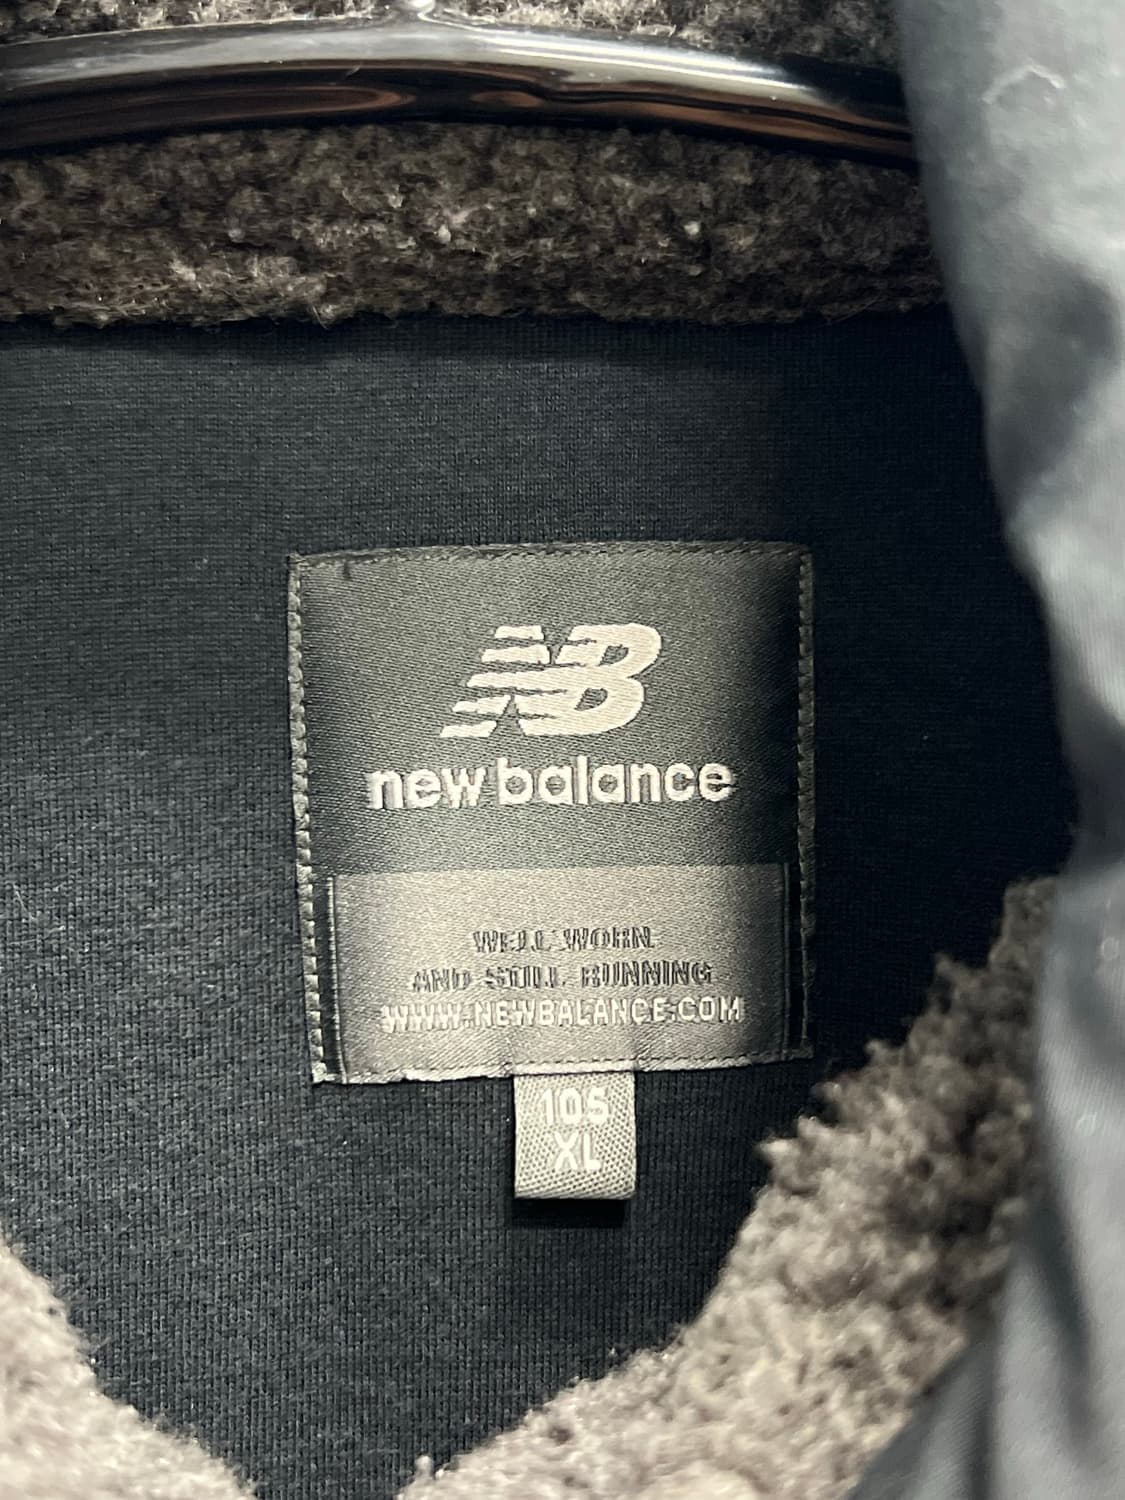 NB
new balance
WELL WORN
AND STILL RUNNING
WWW.NEWBALANCE.COM
105
XL